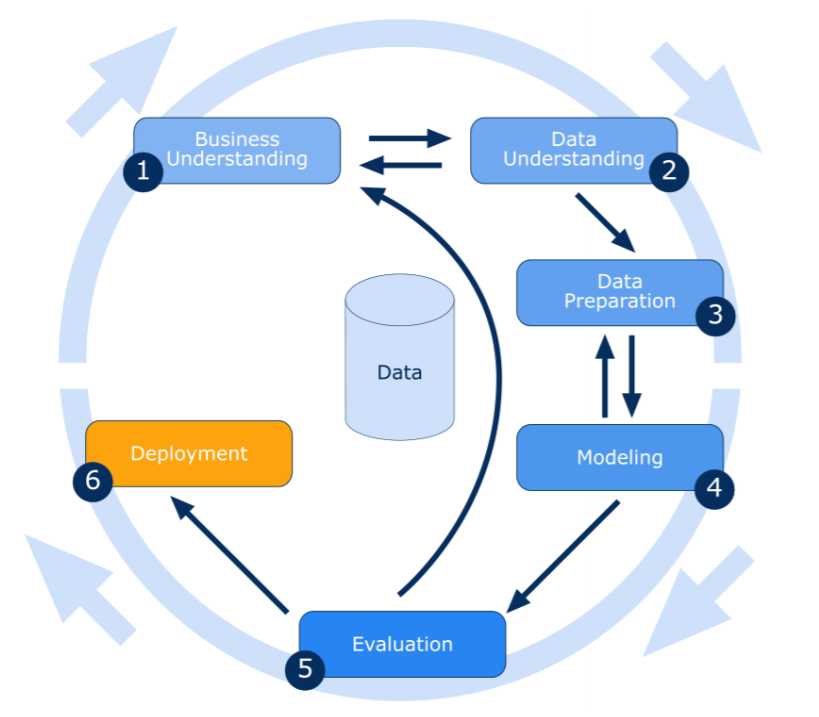 Business
Understanding
1
Data
Understanding
2
Data
Preparation
3
Data
Deployment
6
Modeling
4
Evaluation
5